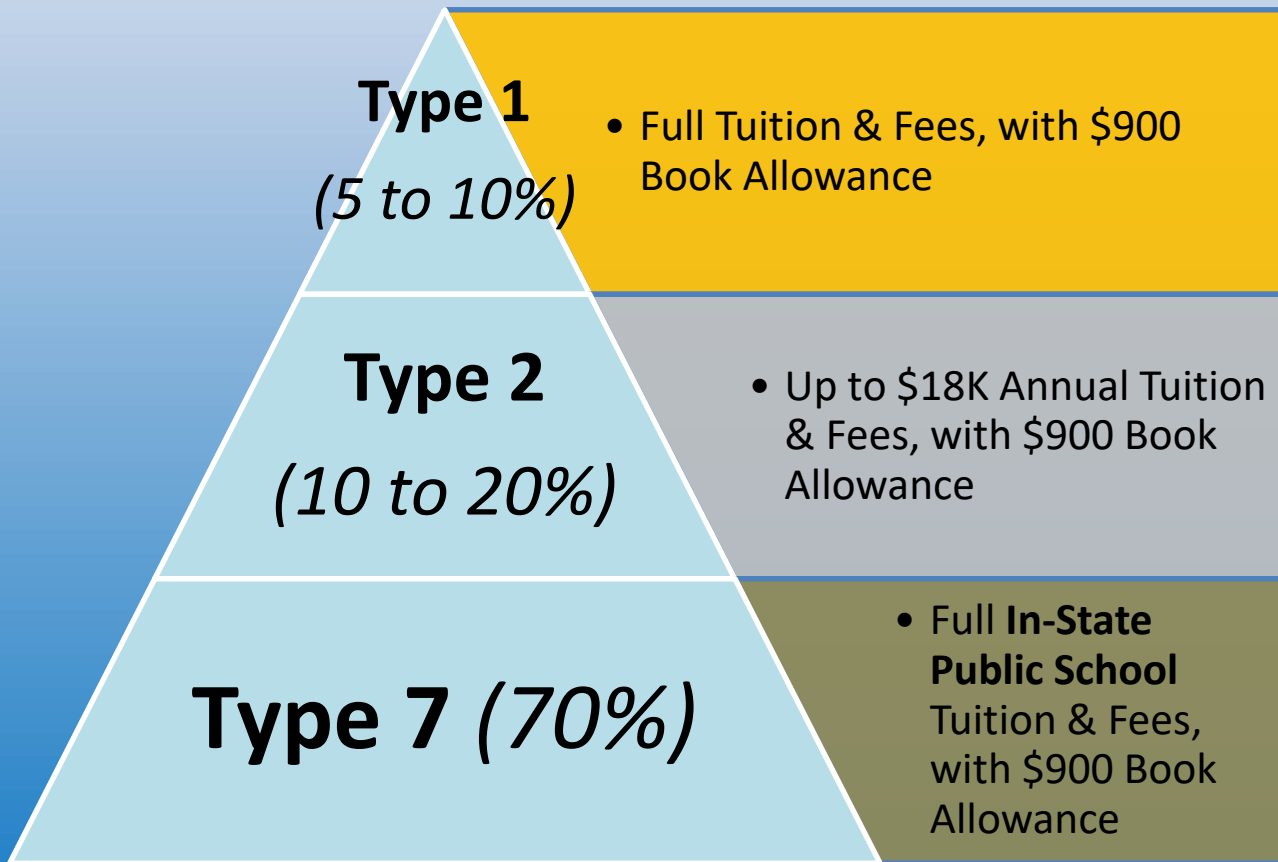 Type 1
(5 to 10%)
• Full Tuition & Fees, with $900
Book Allowance
Type 2
(10 to 20%)
• Up to $18K Annual Tuition
& Fees, with $900 Book
Allowance
Type 7 (70%)
• Full In-State
Public School
Tuition & Fees,
with $900 Book
Allowance